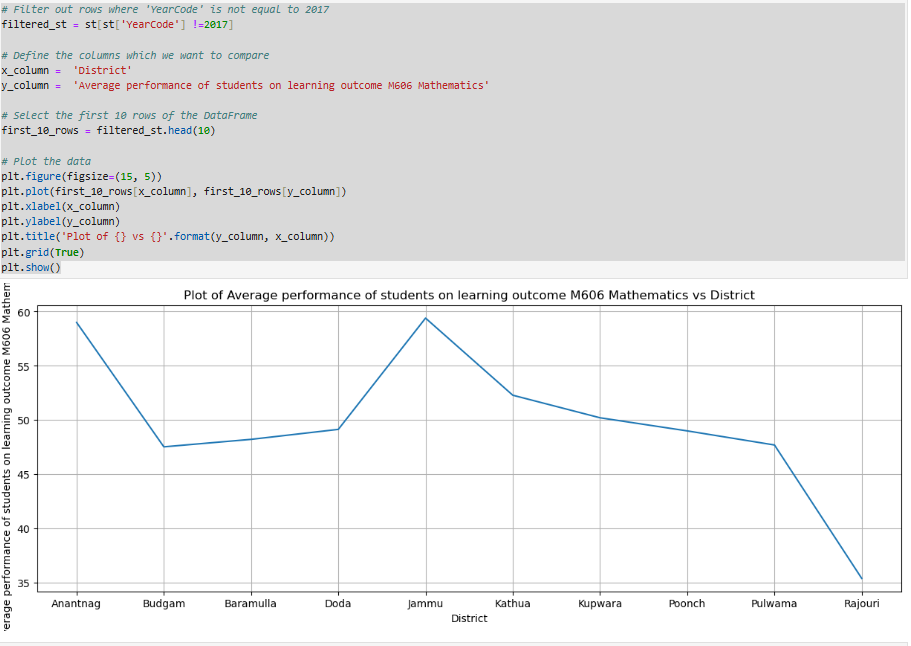 # Filter out rows where 'YearCode' is not equal to 2017
filtered_st = st[st['YearCode'] !=2017]
# Define the columns which we want to compare
x_column =  'District'
y_column =  'Average performance of students on learning outcome M606 Mathematics'
# Select the first 10 rows of the DataFrame
first_10_rows = filtered_st.head(10)
# Plot the data
plt.figure(figsize=(15, 5))
plt.plot(first_10_rows[x_column], first_10_rows[y_column])
plt.xlabel(x_column)
plt.ylabel(y_column)
plt.title('Plot of {} vs {}'.format(y_column, x_column))
plt.grid(True)
plt.show()
Plot of Average performance of students on learning outcome M606 Mathematics vs District
erage performance of students on learning outcome M606 Mathem
60
55
50
45
40
35
Anantnag Budgam Baramulla Doda Jammu Kathua Kupwara Poonch Pulwama Rajouri
District